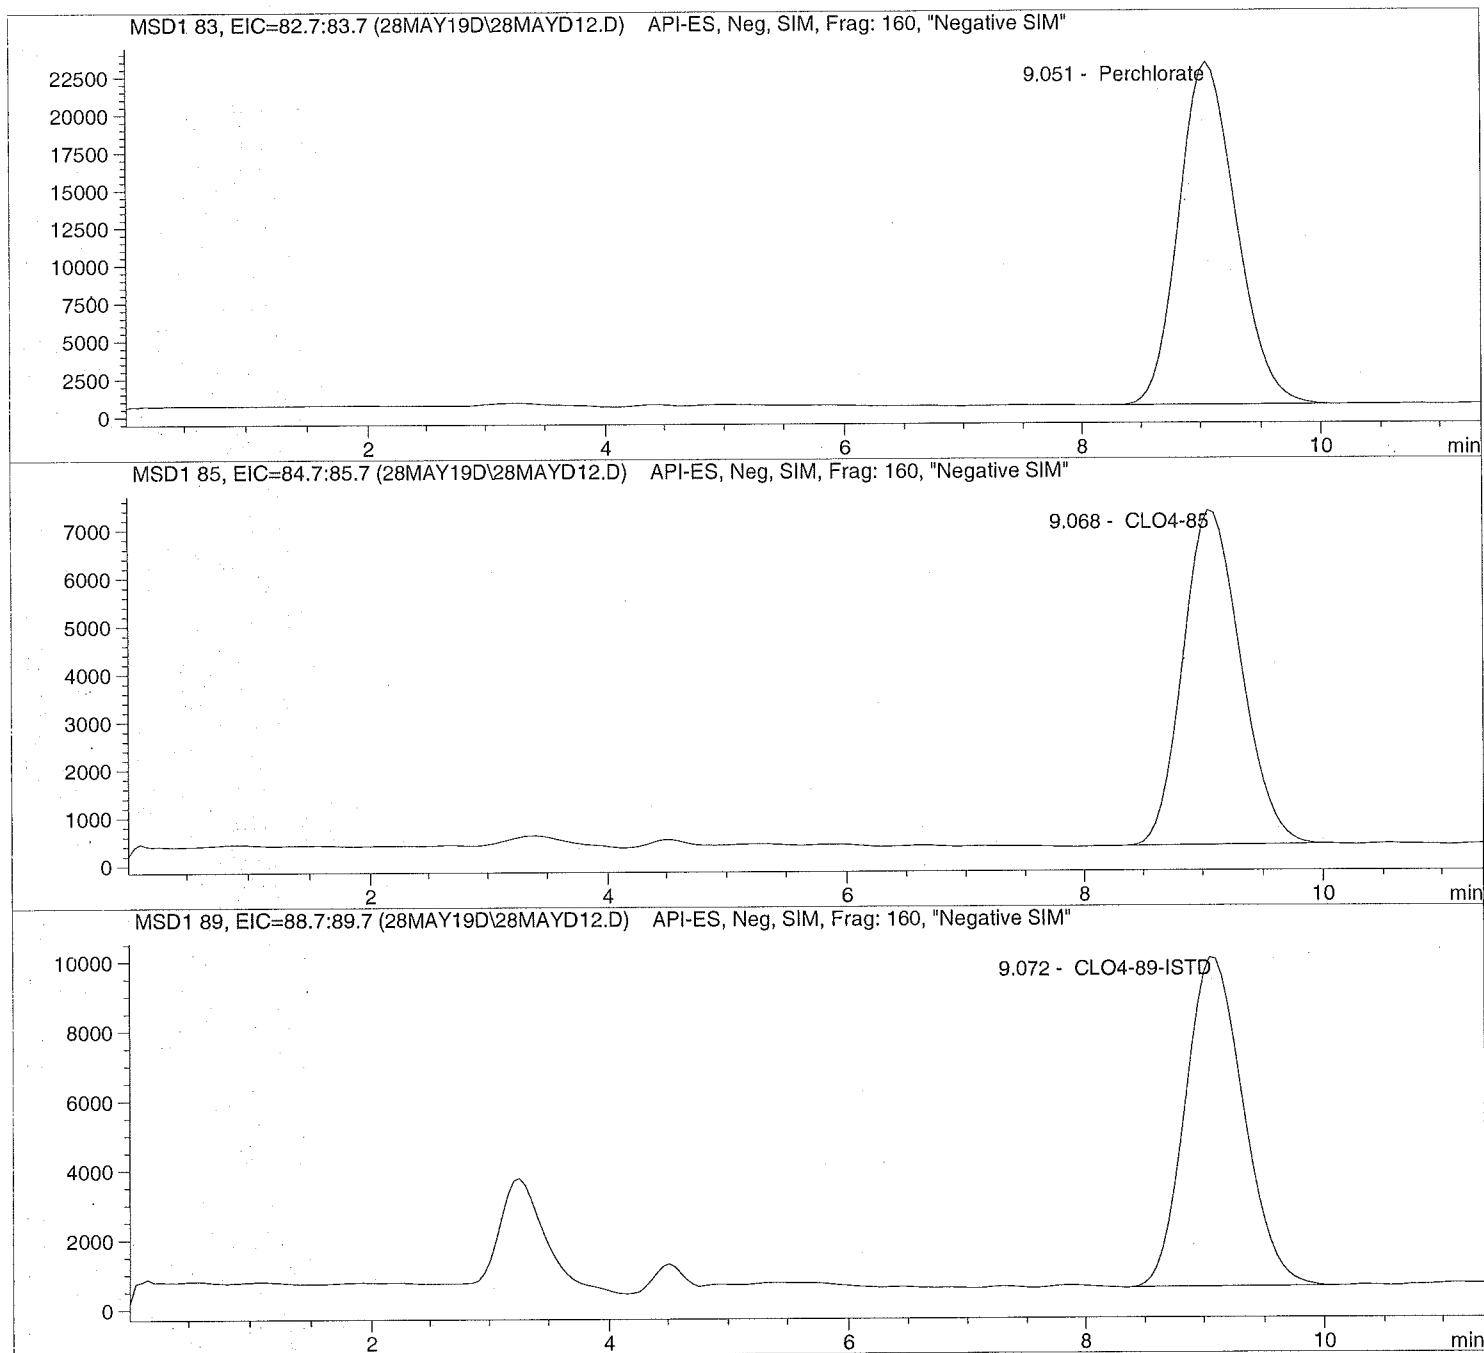 MSD1 83, EIC=82.7:83.7 (28MAY19D\28MAYD12.D) API-ES, Neg, SIM, Frag: 160, "Negative SIM"
9.051 - Perchlorate
22500
20000
17500
15000
12500
10000
7500
5000
2500
0
2 4 6 8 10 min
MSD1 85, EIC=84.7:85.7 (28MAY19D\28MAYD12.D) API-ES, Neg, SIM, Frag: 160, "Negative SIM"
9.068 - CLO4-85
7000
6000
5000
4000
3000
2000
1000
0
2 4 6 8 10 min
MSD1 89, EIC=88.7:89.7 (28MAY19D\28MAYD12.D) API-ES, Neg, SIM, Frag: 160, "Negative SIM"
9.072 - CLO4-89-ISTD
10000
8000
6000
4000
2000
0
2 4 6 8 10 min